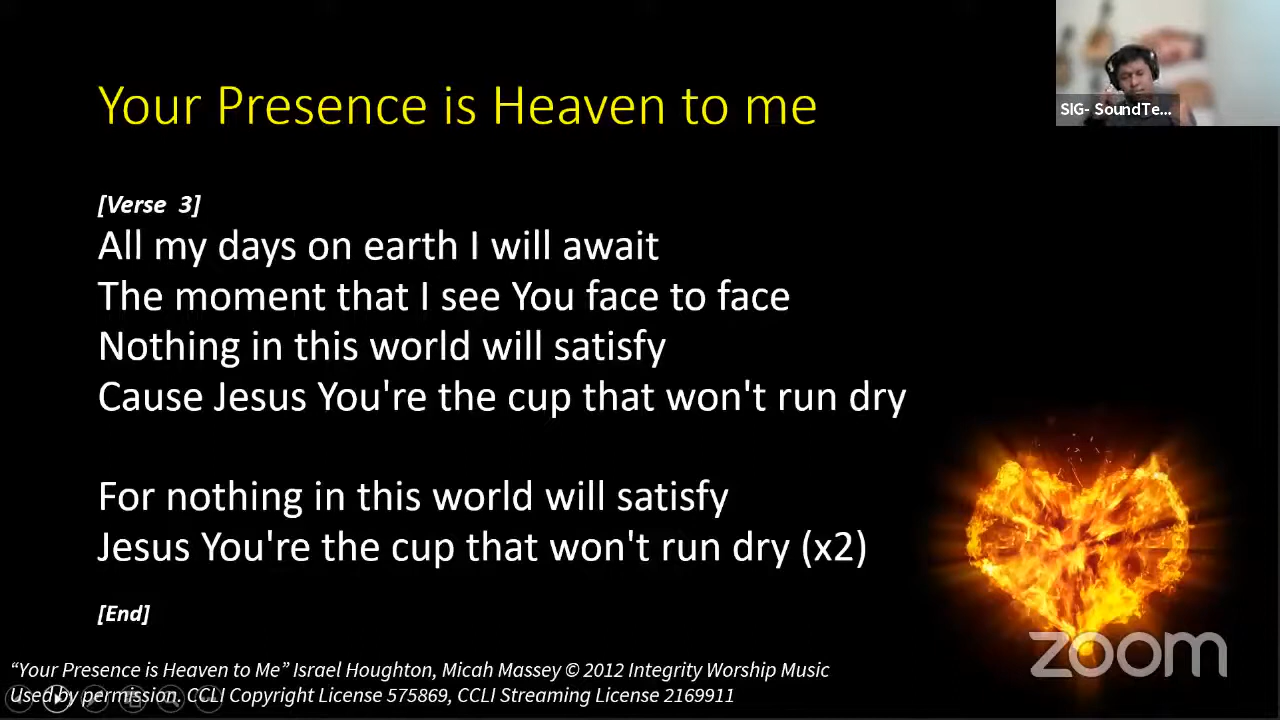 Your Presence is Heaven to me
SIG- SoundTe...
[Verse 3]
All my days on earth I will await
The moment that I see You face to face
Nothing in this world will satisfy
Cause Jesus You're the cup that won't run dry
For nothing in this world will satisfy
Jesus You're the cup that won't run dry (x2)
[End]
zoom
“Your Presence is Heaven to Me” Israel Houghton, Micah Massey © 2012 Integrity Worship Music
Used by permission. CCLI Copyright License 575869, CCLI Streaming License 2169911